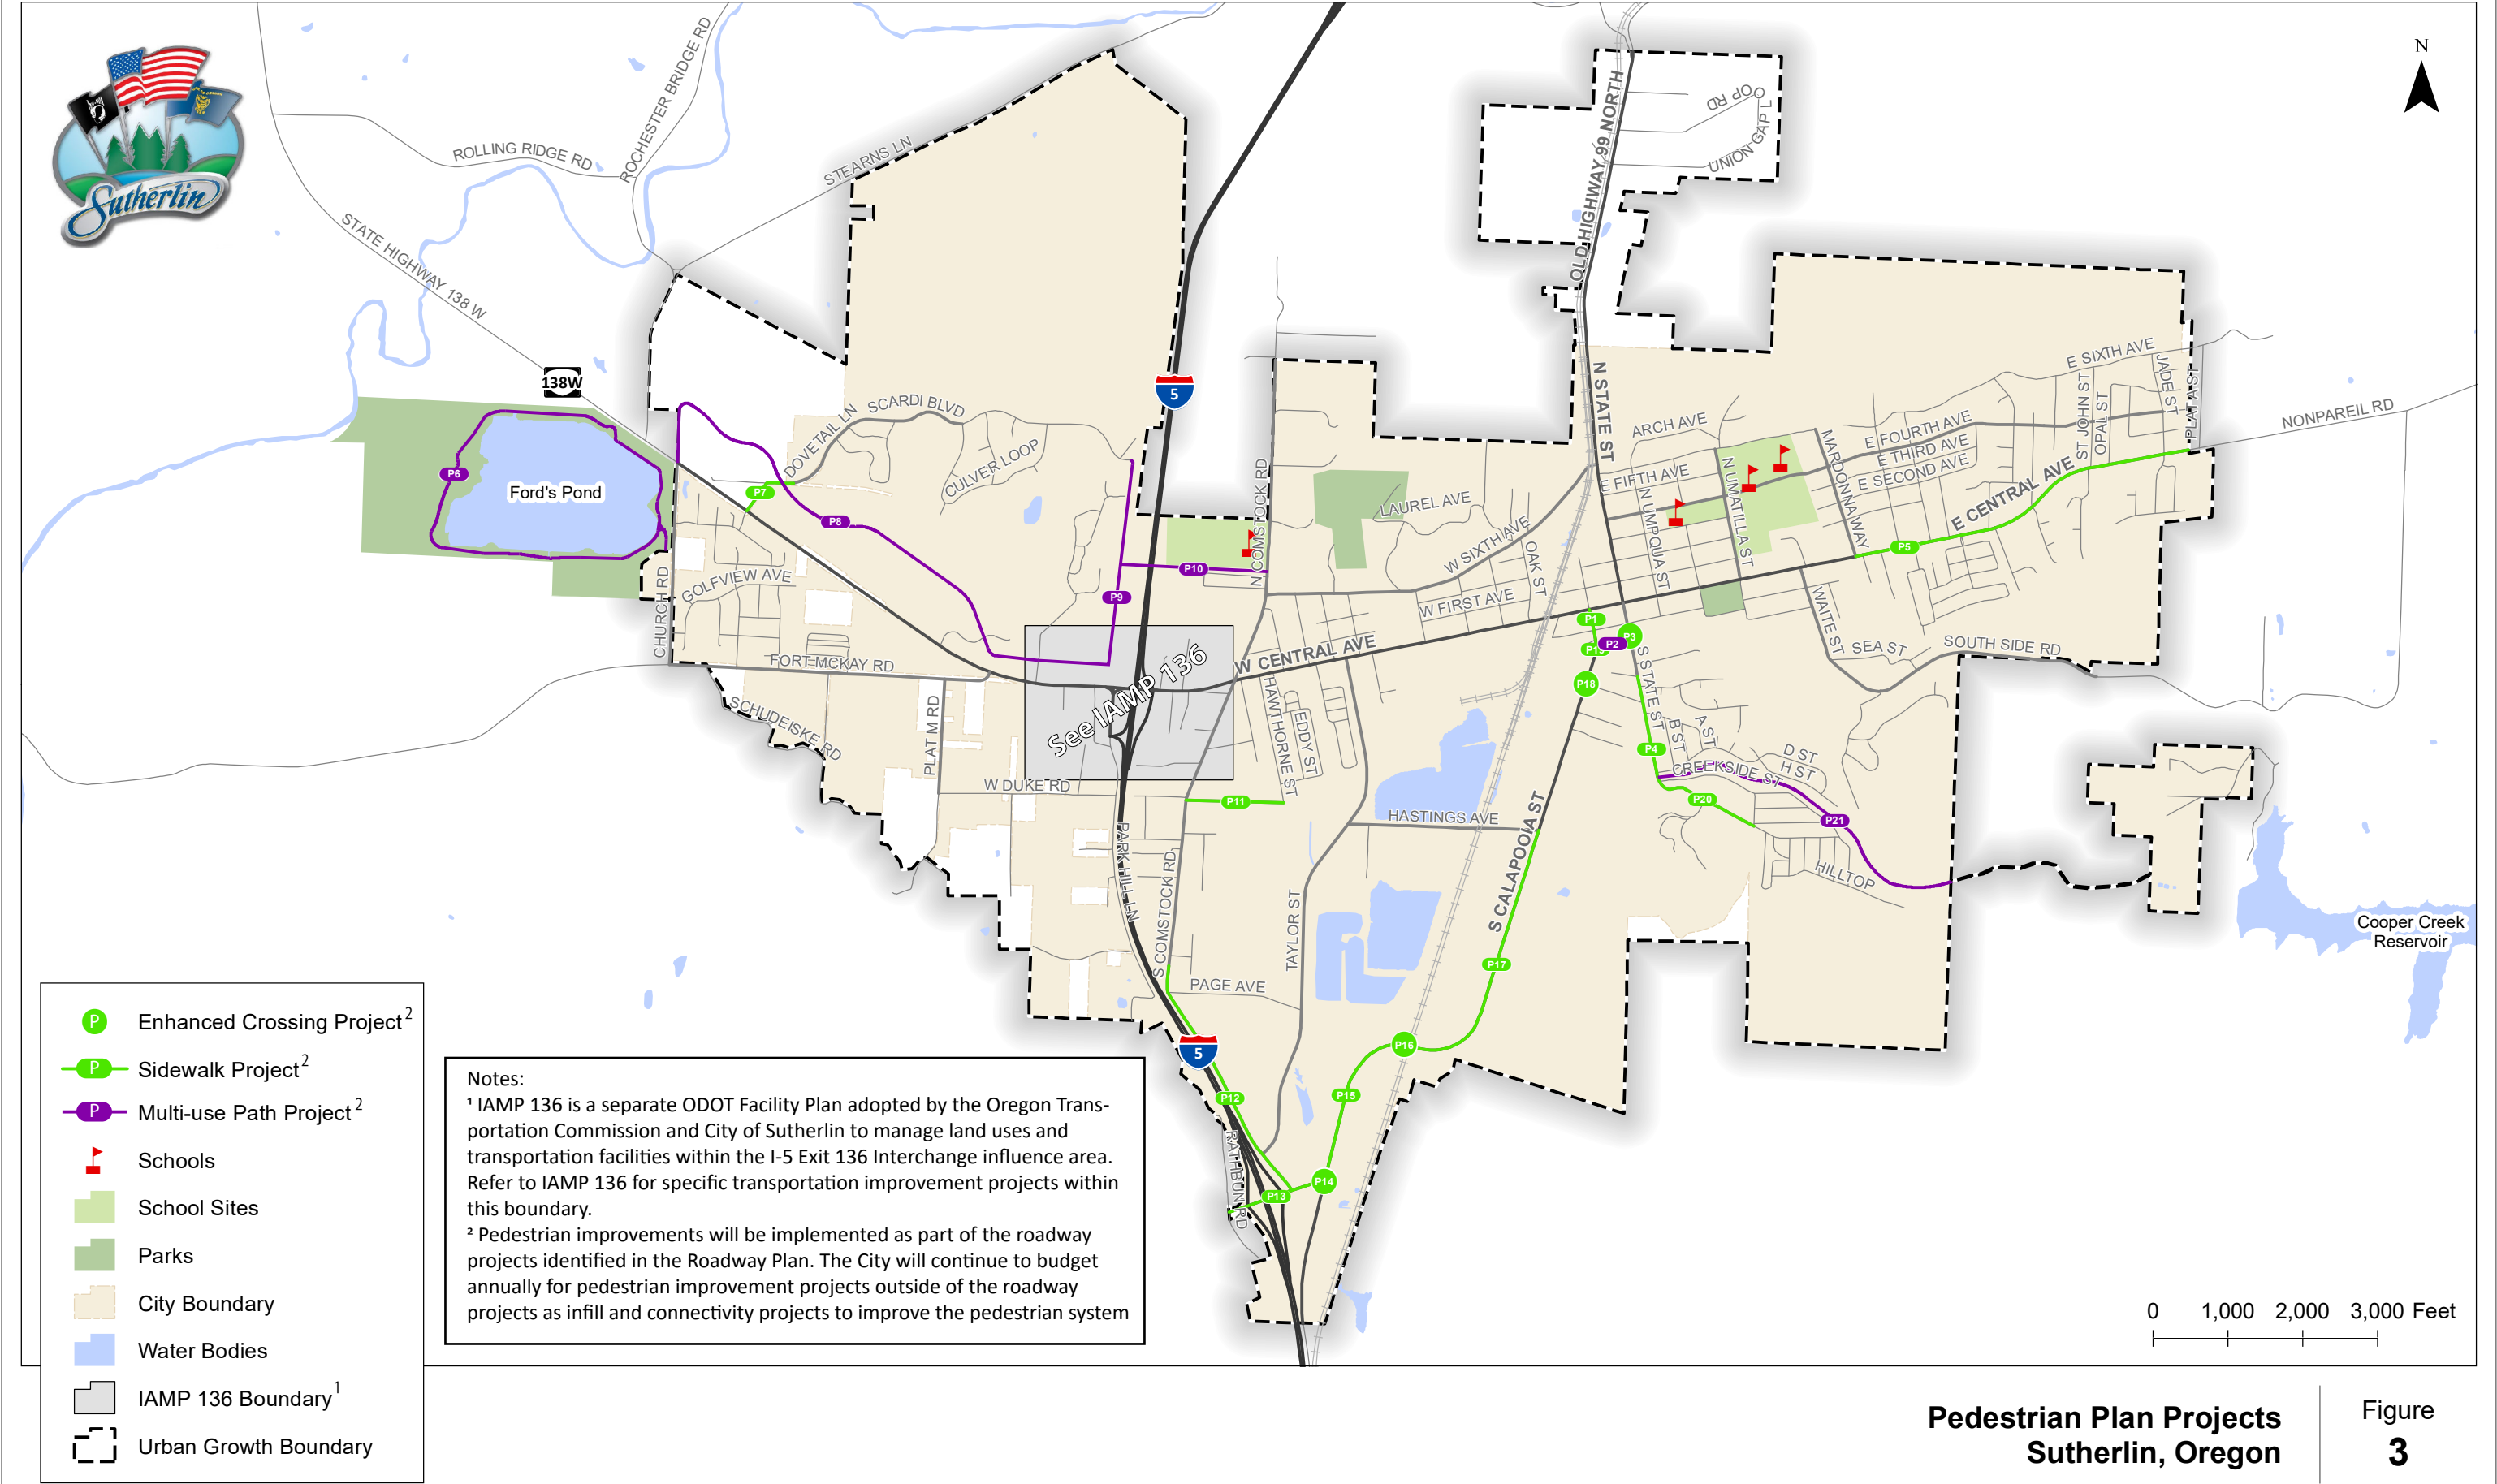 Sutherlin
N
ROCHESTER BRIDGE RD
ROLLING RIDGE RD
STEARNS LN
STATE HIGHWAY 138 W
138W
OLD HIGHWAY 99 NORTH
OP RD
UNION GAP L
5
Ford's Pond
P6
P7
P8
P9
P10
DOVETAIL LN
SCARDI BLVD
CULVER LOOP
N COMSTOCK RD
LAUREL AVE
W SIXTH AVE
OAK ST
W FIRST AVE
N STATE ST
ARCH AVE
E FIFTH AVE
N UMPQUA ST
N UMATILLA ST
MARDONNA WAY
E FOURTH AVE
E THIRD AVE
E SECOND AVE
E SIXTH AVE
ST JOHN ST
OPAL ST
JADE ST
PLAT A ST
NONPAREIL RD
E CENTRAL AVE
P5
GOLFVIEW AVE
CHURCH RD
FORT MCKAY RD
SCHUDEISKE RD
PLAT M RD
W DUKE RD
See IAMP 136
W CENTRAL AVE
HAWTHORNE ST
EDDY ST
P1
P2
P3
P18
S STATE ST
B ST
A ST
P4
D ST
H ST
CREEKSIDE ST
P20
P21
HILLTOP
WAITE ST
SEA ST
SOUTH SIDE RD
P11
HASTINGS AVE
PARK HILL LN
S COMSTOCK RD
TAYLOR ST
PAGE AVE
S CALAPOOIA ST
P17
P16
P15
P14
P13
P12
5
RATHBUN RD
Cooper Creek
Reservoir
P Enhanced Crossing Project 2
P Sidewalk Project 2
P Multi-use Path Project 2
Schools
School Sites
Parks
City Boundary
Water Bodies
IAMP 136 Boundary 1
Urban Growth Boundary
Notes:
¹ IAMP 136 is a separate ODOT Facility Plan adopted by the Oregon Trans-
portation Commission and City of Sutherlin to manage land uses and
transportation facilities within the I-5 Exit 136 Interchange influence area.
Refer to IAMP 136 for specific transportation improvement projects within
this boundary.
² Pedestrian improvements will be implemented as part of the roadway
projects identified in the Roadway Plan. The City will continue to budget
annually for pedestrian improvement projects outside of the roadway
projects as infill and connectivity projects to improve the pedestrian system
0 1,000 2,000 3,000 Feet
Pedestrian Plan Projects
Sutherlin, Oregon
Figure
3